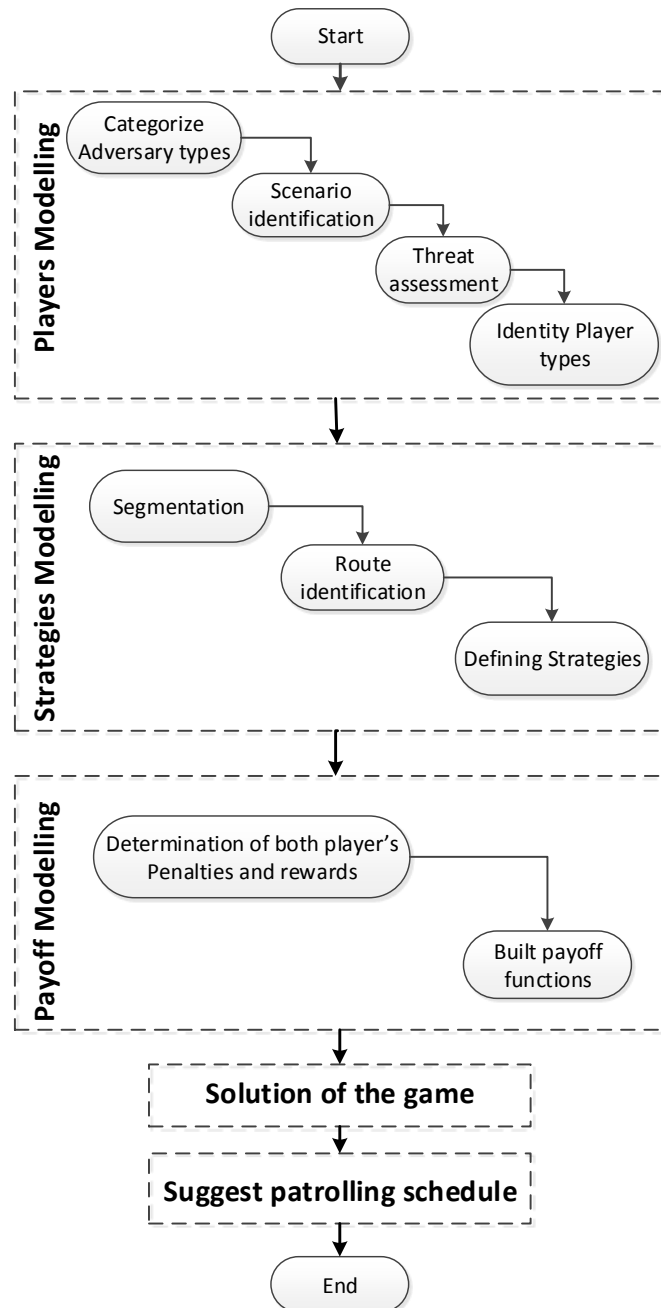 Start
Players Modelling
Categorize
Adversary types
Scenario
identification
Threat
assessment
Identity Player
types
Strategies Modelling
Segmentation
Route
identification
Defining Strategies
Payoff Modelling
Determination of both player’s
Penalties and rewards
Built payoff
functions
Solution of the game
Suggest patrolling schedule
End